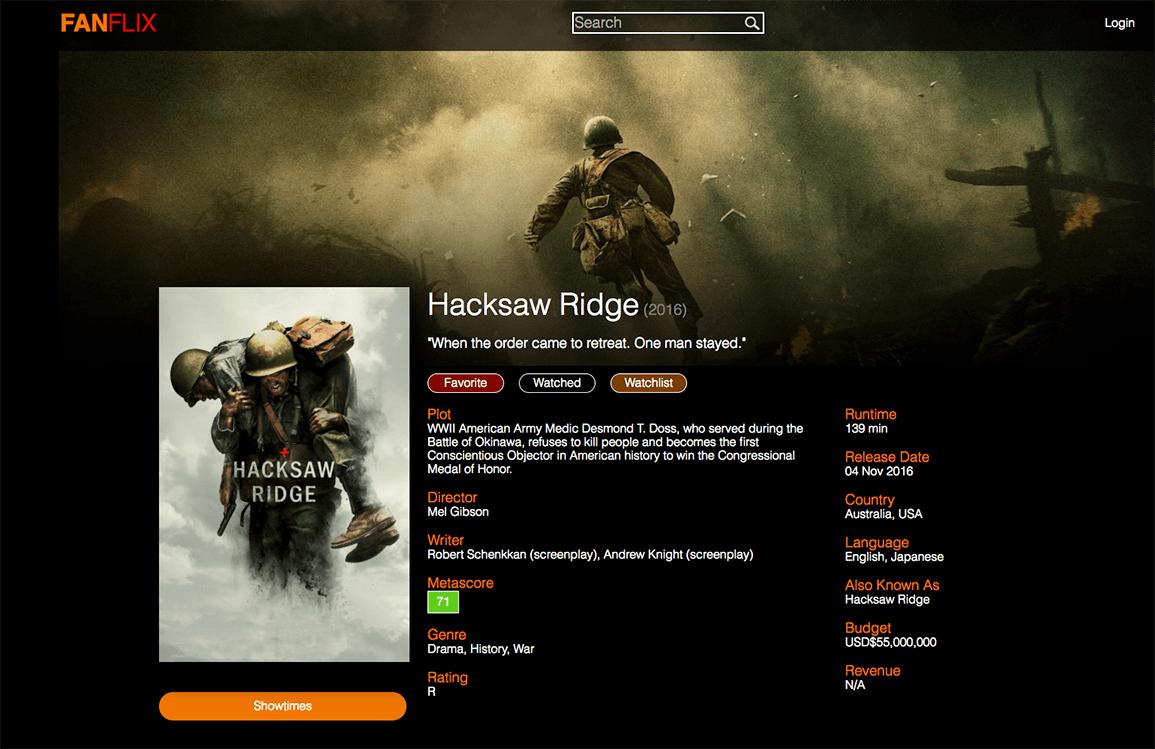 FANFLIX
Search
Login
Hacksaw Ridge (2016)
"When the order came to retreat. One man stayed."
Favorite
Watched
Watchlist
HACKSAW
RIDGE
Plot
WWII American Army Medic Desmond T. Doss, who served during the
Battle of Okinawa, refuses to kill people and becomes the first
Conscientious Objector in American history to win the Congressional
Medal of Honor.
Director
Mel Gibson
Writer
Robert Schenkkan (screenplay), Andrew Knight (screenplay)
Metascore
71
Genre
Drama, History, War
Rating
R
Runtime
139 min
Release Date
04 Nov 2016
Country
Australia, USA
Language
English, Japanese
Also Known As
Hacksaw Ridge
Budget
USD$55,000,000
Revenue
N/A
Showtimes